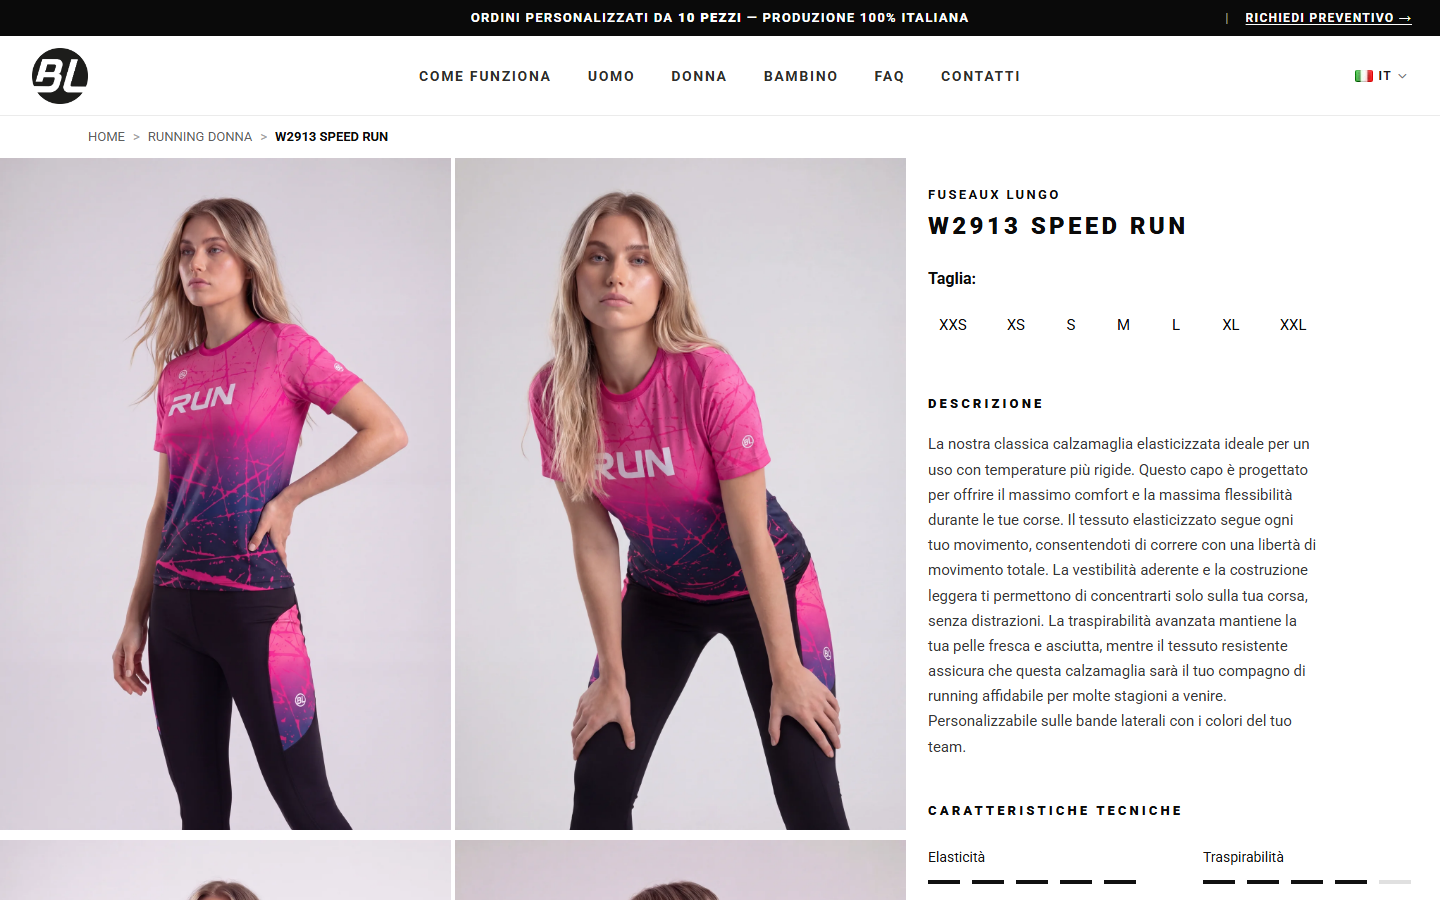 ORDINI PERSONALIZZATI DA 10 PEZZI — PRODUZIONE 100% ITALIANA
| RICHIEDI PREVENTIVO →
BL
COME FUNZIONA UOMO DONNA BAMBINO FAQ CONTATTI
IT
HOME > RUNNING DONNA > W2913 SPEED RUN
RUN
BL
RUN
BL
BL
FUSEAUX LUNGO
W2913 SPEED RUN
Taglia:
XXS XS S M L XL XXL
DESCRIZIONE
La nostra classica calzamaglia elasticizzata ideale per un
uso con temperature più rigide. Questo capo è progettato
per offrire il massimo comfort e la massima flessibilità
durante le tue corse. Il tessuto elasticizzato segue ogni
tuo movimento, consentendoti di correre con una libertà di
movimento totale. La vestibilità aderente e la costruzione
leggera ti permettono di concentrarti solo sulla tua corsa,
senza distrazioni. La traspirabilità avanzata mantiene la
tua pelle fresca e asciutta, mentre il tessuto resistente
assicura che questa calzamaglia sarà il tuo compagno di
running affidabile per molte stagioni a venire.
Personalizzabile sulle bande laterali con i colori del tuo
team.
CARATTERISTICHE TECNICHE
Elasticità Traspirabilità